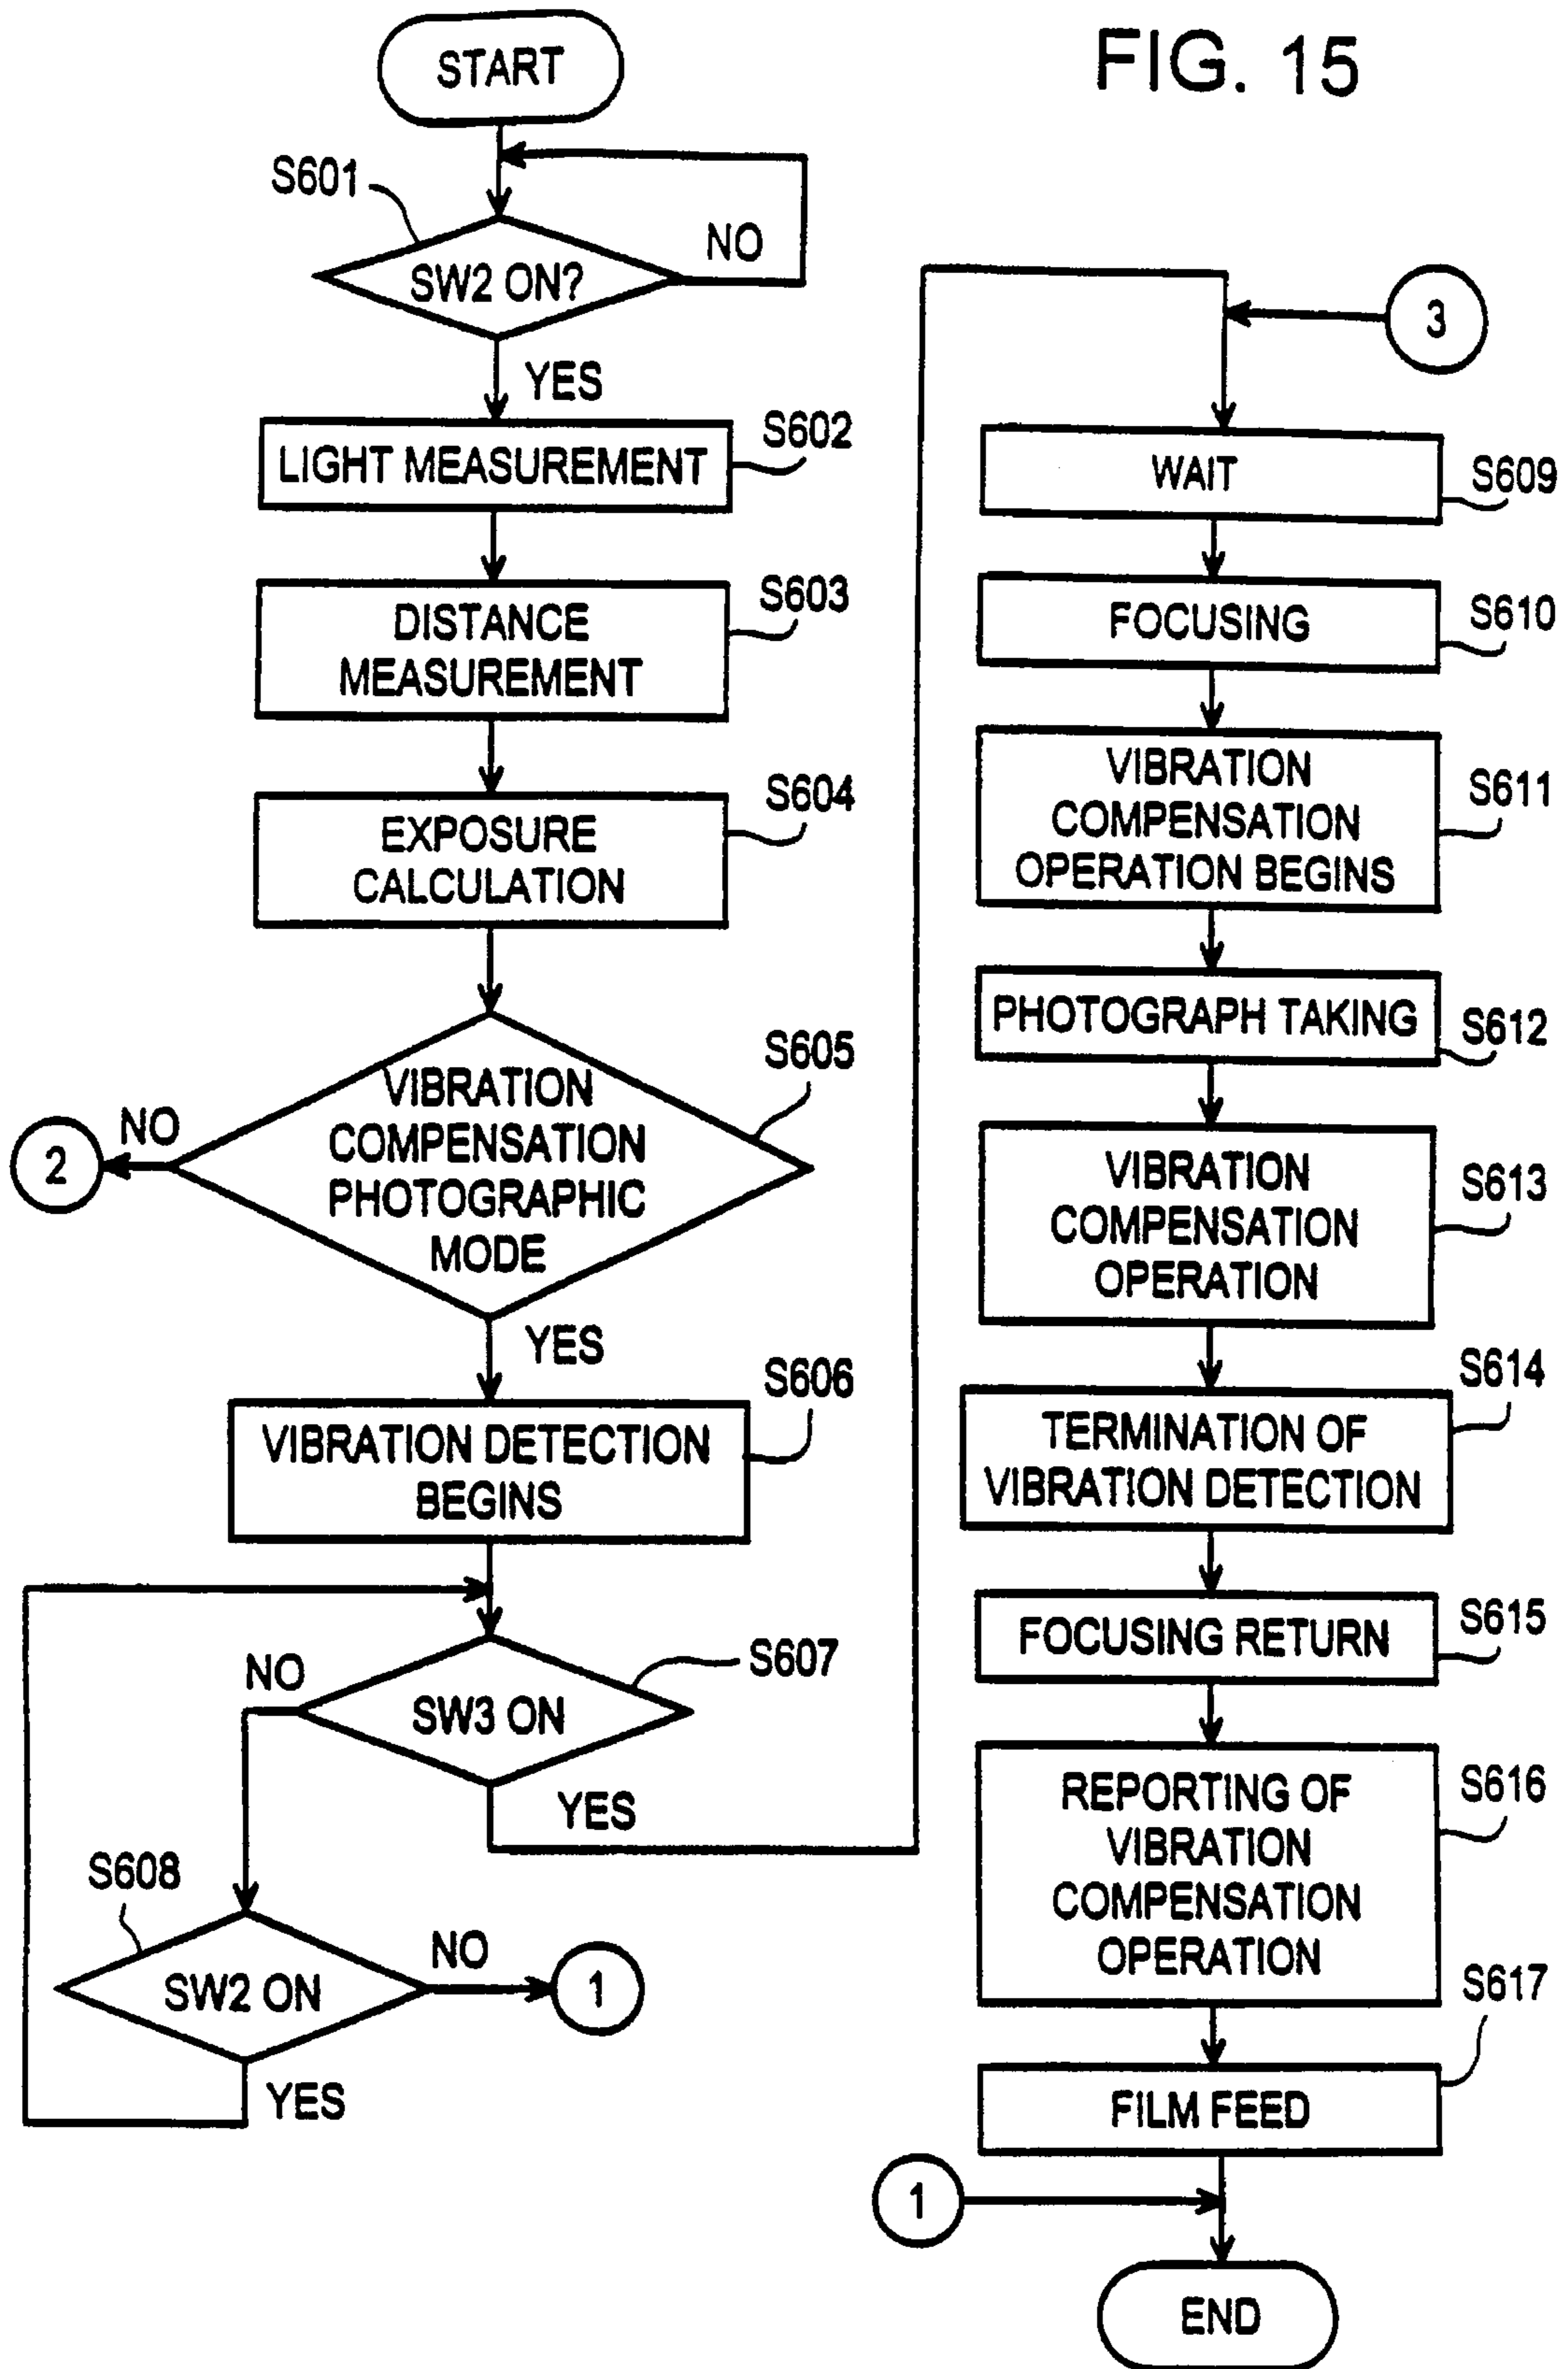 FIG. 15
START
S601
SW2 ON?
NO
YES
LIGHT MEASUREMENT
S602
DISTANCE
MEASUREMENT
S603
EXPOSURE
CALCULATION
S604
VIBRATION
COMPENSATION
PHOTOGRAPHIC
MODE
S605
NO
2
YES
VIBRATION DETECTION
BEGINS
S606
SW3 ON
S607
NO
YES
S608
SW2 ON
NO
1
YES
3
WAIT
S609
FOCUSING
S610
VIBRATION
COMPENSATION
OPERATION BEGINS
S611
PHOTOGRAPH TAKING
S612
VIBRATION
COMPENSATION
OPERATION
S613
TERMINATION OF
VIBRATION DETECTION
S614
FOCUSING RETURN
S615
REPORTING OF
VIBRATION
COMPENSATION
OPERATION
S616
FILM FEED
S617
1
END